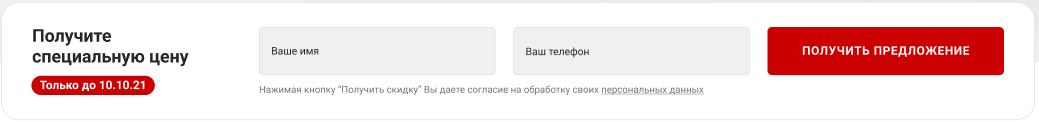 Получите
специальную цену
Только до 10.10.21
Ваше имя
Ваш телефон
ПОЛУЧИТЬ ПРЕДЛОЖЕНИЕ
Нажимая кнопку “Получить скидку” Вы даете согласие на обработку своих персональных данных